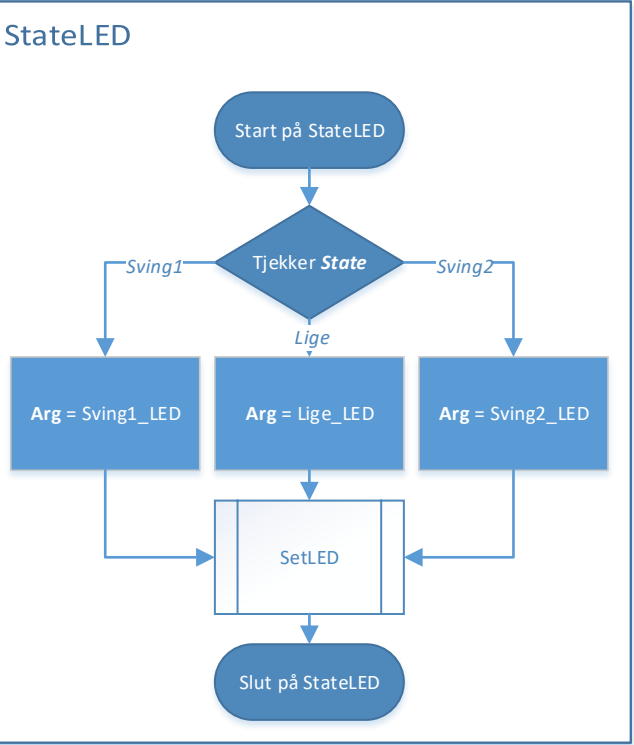 StateLED
Start på StateLED
Tjekker State
Sving1
Sving2
Lige
Arg = Sving1_LED
Arg = Lige_LED
Arg = Sving2_LED
SetLED
Slut på StateLED